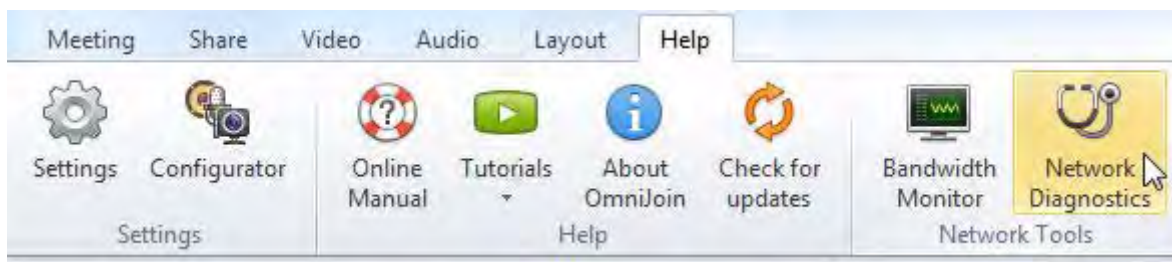 Meeting Share Video Audio Layout Help
Settings Configurator Online Tutorials About Check for Bandwidth Network
Manual OmniJoin updates Monitor Diagnostics
Settings Help Network Tools